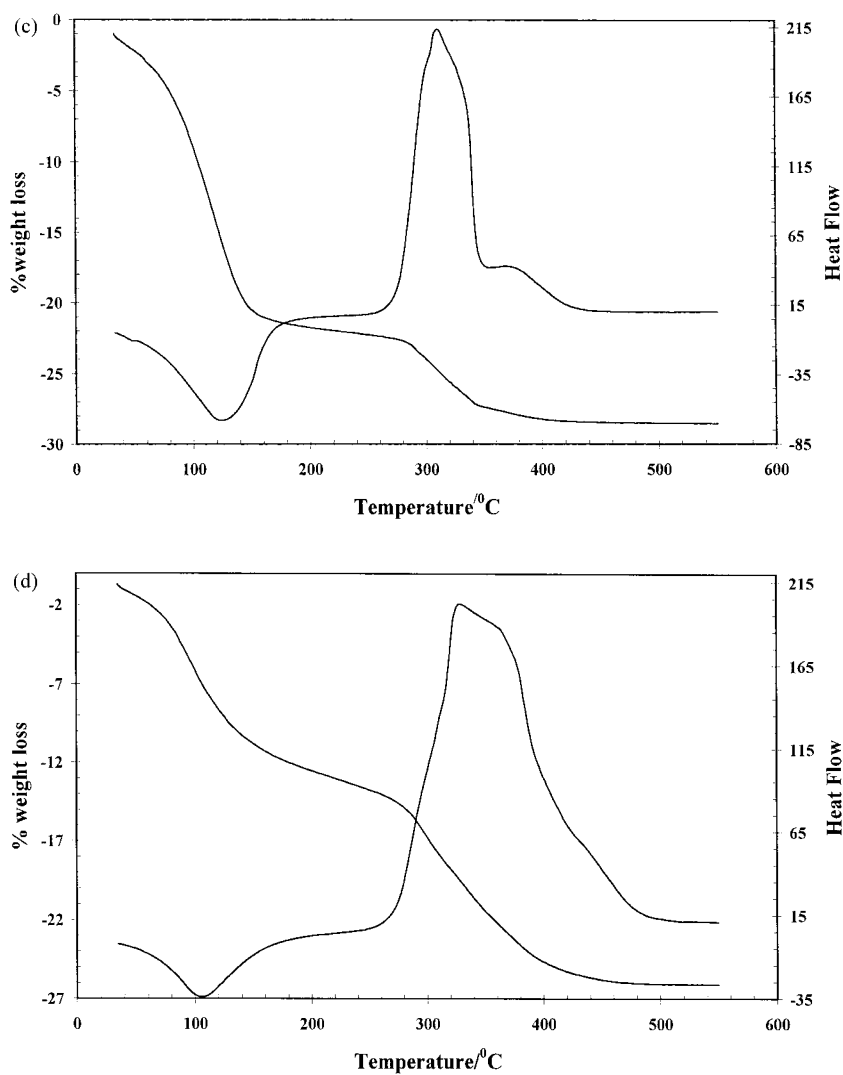 (c)
0
-5
-10
-15
-20
-25
-30
%weight loss
215
165
115
65
15
-35
-85
Heat Flow
0 100 200 300 400 500 600
Temperature/⁰C
(d)
-2
-7
-12
-17
-22
-27
% weight loss
215
165
115
65
15
-35
Heat Flow
0 100 200 300 400 500 600
Temperature/⁰C